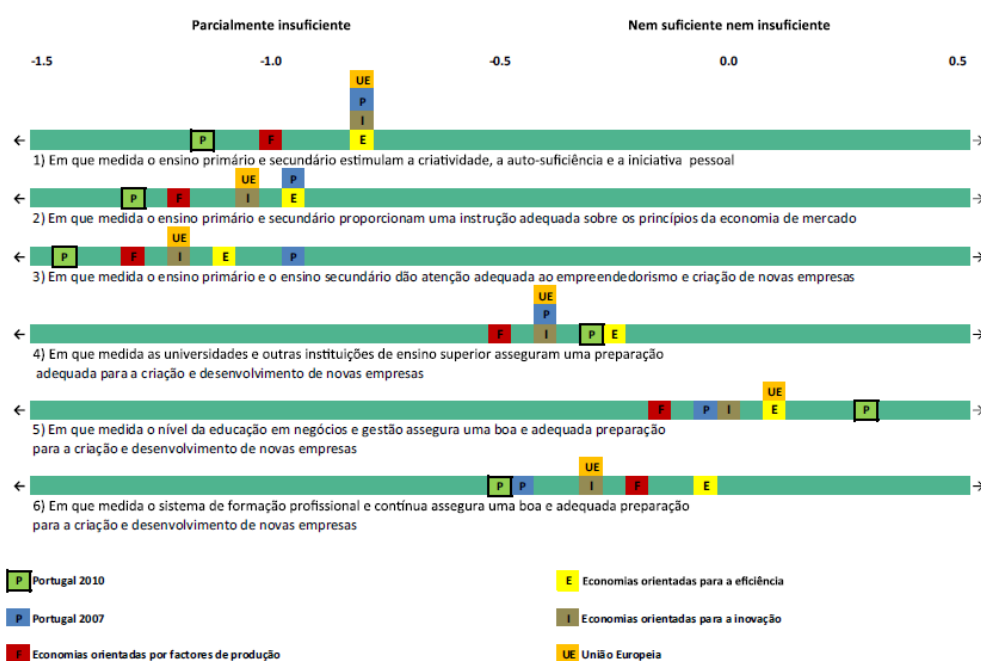 Parcialmente insuficiente Nem suficiente nem insuficiente
-1.5 -1.0 -0.5 0.0 0.5
UE
P
I
P F E
1) Em que medida o ensino primário e secundário estimulam a criatividade, a auto-suficiência e a iniciativa pessoal
UE P
P F I E
2) Em que medida o ensino primário e secundário proporcionam uma instrução adequada sobre os princípios da economia de mercado
UE
P F I E P
3) Em que medida o ensino primário e o ensino secundário dão atenção adequada ao empreendedorismo e criação de novas empresas
UE
P
F I P E
4) Em que medida as universidades e outras instituições de ensino superior asseguram uma preparação
adequada para a criação e desenvolvimento de novas empresas
UE
F P I E P
5) Em que medida o nível da educação em negócios e gestão assegura uma boa e adequada preparação
para a criação e desenvolvimento de novas empresas
UE
P P I F E
6) Em que medida o sistema de formação profissional e contínua assegura uma boa e adequada preparação
para a criação e desenvolvimento de novas empresas
P Portugal 2010
E Economias orientadas para a eficiência
P Portugal 2007
I Economias orientadas para a inovação
F Economias orientadas por factores de produção
UE União Europeia